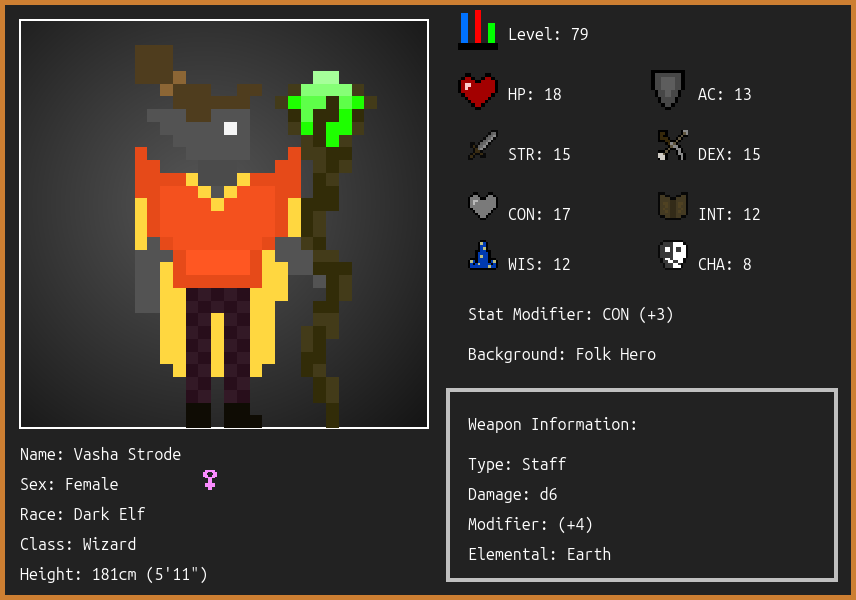 Level: 79
HP: 18
AC: 13
STR: 15
DEX: 15
CON: 17
INT: 12
WIS: 12
CHA: 8
Stat Modifier: CON (+3)
Background: Folk Hero
Weapon Information:
Type: Staff
Damage: d6
Modifier: (+4)
Elemental: Earth
Name: Vasha Strode
Sex: Female
Race: Dark Elf
Class: Wizard
Height: 181cm (5'11")